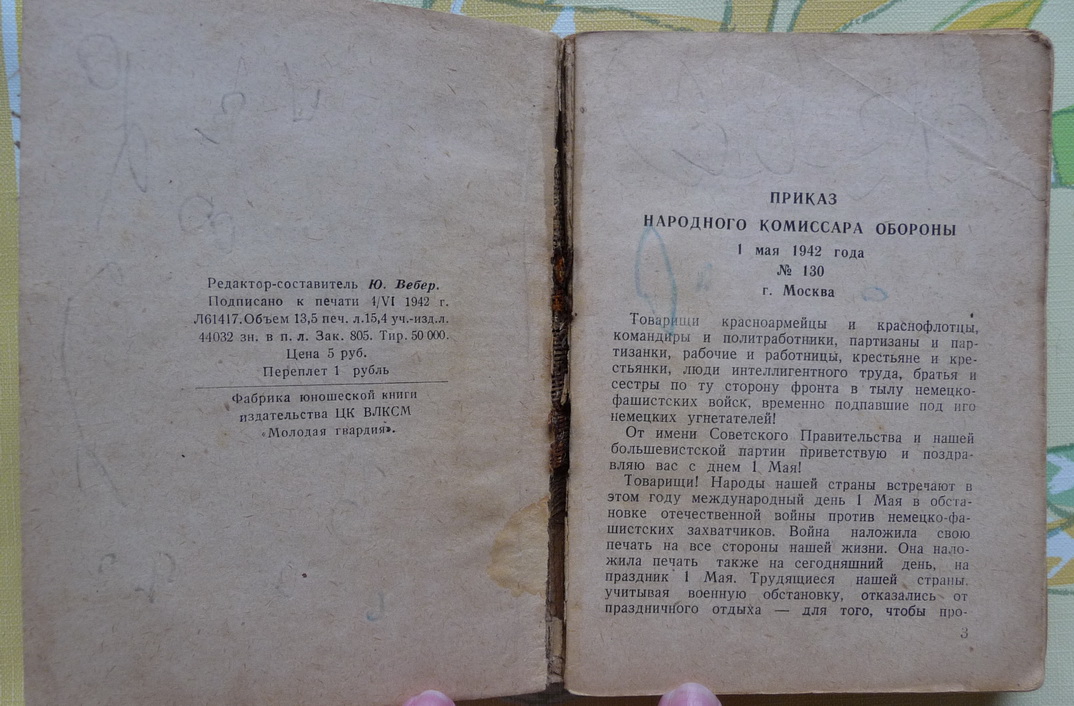 Редактор-составитель Ю. Вебер.
Подписано к печати 4/VI 1942 г.
Л61417. Объем 13,5 печ. л. 15,4 уч.-изд. л.
44032 зн. в п. л. Зак. 805. Тир. 50 000.
Цена 5 руб.
Переплет 1 рубль
Фабрика юношеской книги
издательства ЦК ВЛКСМ
«Молодая гвардия».
ПРИКАЗ
НАРОДНОГО КОМИССАРА ОБОРОНЫ
1 мая 1942 года
№ 130
г. Москва
Товарищи красноармейцы и краснофлотцы,
командиры и политработники, партизаны и пар-
тизанки, рабочие и работницы, крестьяне и кре-
стьянки, люди интеллигентного труда, братья и
сестры по ту сторону фронта в тылу немецко-
фашистских войск, временно подпавшие под иго
немецких угнетателей!
От имени Советского Правительства и нашей
большевистской партии приветствую и поздра-
вляю вас с днем 1 Мая!
Товарищи! Народы нашей страны встречают в
этом году международный день 1 Мая в обста-
новке отечественной войны против немецко-фа-
шистских захватчиков. Война наложила свою
печать на все стороны нашей жизни. Она нало-
жила печать также на сегодняшний день, на
праздник 1 Мая. Трудящиеся нашей страны,
учитывая военную обстановку, отказались от
праздничного отдыха — для того, чтобы про-
3